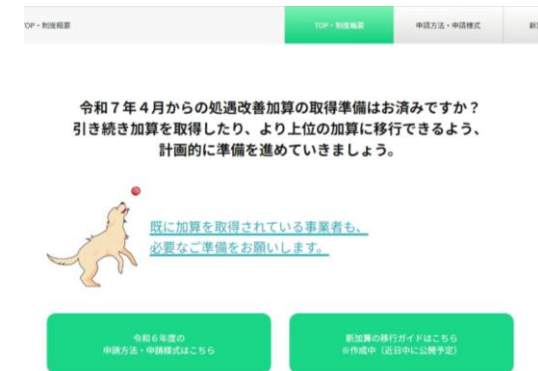 TOP・制度概要
TOP・制度概要
申請方法・申請様式
令和7年4月からの処遇改善加算の取得準備はお済みですか？
引き続き加算を取得したり、より上位の加算に移行できるよう、
計画的に準備を進めていきましょう。
既に加算を取得されている事業者も、
必要なご準備をお願いします。
令和6年度の
申請方法・申請様式はこちら
新加算の移行ガイドはこちら
※作成中（近日中に公開予定）